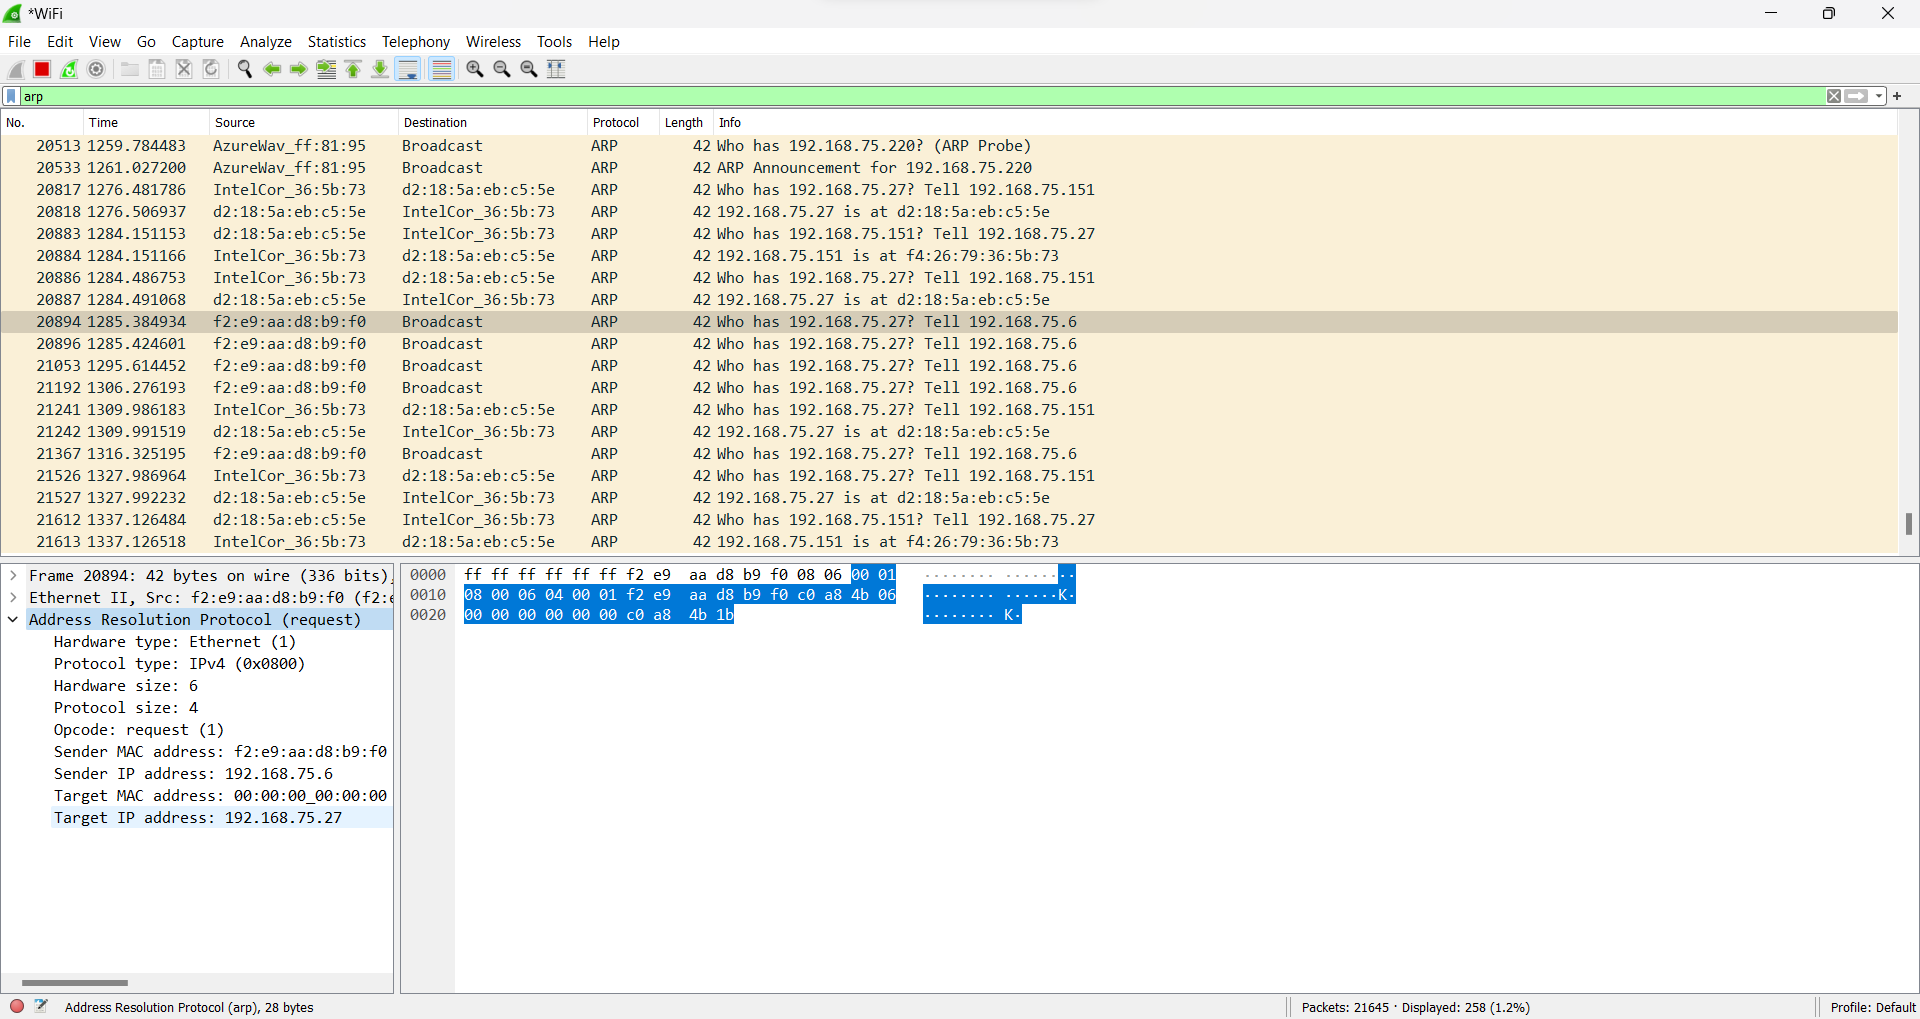 *WiFi
File Edit View Go Capture Analyze Statistics Telephony Wireless Tools Help
arp
No. Time Source Destination Protocol Length Info
20513 1259.784483 AzureWav_ff:81:95 Broadcast ARP 42 Who has 192.168.75.220? (ARP Probe)
20533 1261.027200 AzureWav_ff:81:95 Broadcast ARP 42 ARP Announcement for 192.168.75.220
20817 1276.481786 IntelCor_36:5b:73 d2:18:5a:eb:c5:5e ARP 42 Who has 192.168.75.27? Tell 192.168.75.151
20818 1276.506937 d2:18:5a:eb:c5:5e IntelCor_36:5b:73 ARP 42 192.168.75.27 is at d2:18:5a:eb:c5:5e
20883 1284.151153 d2:18:5a:eb:c5:5e IntelCor_36:5b:73 ARP 42 Who has 192.168.75.151? Tell 192.168.75.27
20884 1284.151166 IntelCor_36:5b:73 d2:18:5a:eb:c5:5e ARP 42 192.168.75.151 is at f4:26:79:36:5b:73
20886 1284.486753 IntelCor_36:5b:73 d2:18:5a:eb:c5:5e ARP 42 Who has 192.168.75.27? Tell 192.168.75.151
20887 1284.491068 d2:18:5a:eb:c5:5e IntelCor_36:5b:73 ARP 42 192.168.75.27 is at d2:18:5a:eb:c5:5e
20894 1285.384934 f2:e9:aa:d8:b9:f0 Broadcast ARP 42 Who has 192.168.75.27? Tell 192.168.75.6
20896 1285.424601 f2:e9:aa:d8:b9:f0 Broadcast ARP 42 Who has 192.168.75.27? Tell 192.168.75.6
21053 1295.614452 f2:e9:aa:d8:b9:f0 Broadcast ARP 42 Who has 192.168.75.27? Tell 192.168.75.6
21192 1306.276193 f2:e9:aa:d8:b9:f0 Broadcast ARP 42 Who has 192.168.75.27? Tell 192.168.75.6
21241 1309.986183 IntelCor_36:5b:73 d2:18:5a:eb:c5:5e ARP 42 Who has 192.168.75.27? Tell 192.168.75.151
21242 1309.991519 d2:18:5a:eb:c5:5e IntelCor_36:5b:73 ARP 42 192.168.75.27 is at d2:18:5a:eb:c5:5e
21367 1316.325195 f2:e9:aa:d8:b9:f0 Broadcast ARP 42 Who has 192.168.75.27? Tell 192.168.75.6
21526 1327.986964 IntelCor_36:5b:73 d2:18:5a:eb:c5:5e ARP 42 Who has 192.168.75.27? Tell 192.168.75.151
21527 1327.992232 d2:18:5a:eb:c5:5e IntelCor_36:5b:73 ARP 42 192.168.75.27 is at d2:18:5a:eb:c5:5e
21612 1337.126484 d2:18:5a:eb:c5:5e IntelCor_36:5b:73 ARP 42 Who has 192.168.75.151? Tell 192.168.75.27
21613 1337.126518 IntelCor_36:5b:73 d2:18:5a:eb:c5:5e ARP 42 192.168.75.151 is at f4:26:79:36:5b:73
Frame 20894: 42 bytes on wire (336 bits),
Ethernet II, Src: f2:e9:aa:d8:b9:f0 (f2:e
Address Resolution Protocol (request)
Hardware type: Ethernet (1)
Protocol type: IPv4 (0x0800)
Hardware size: 6
Protocol size: 4
Opcode: request (1)
Sender MAC address: f2:e9:aa:d8:b9:f0
Sender IP address: 192.168.75.6
Target MAC address: 00:00:00_00:00:00
Target IP address: 192.168.75.27
0000 ff ff ff ff ff ff f2 e9 aa d8 b9 f0 08 06 00 01 ········ ········
0010 08 00 06 04 00 01 f2 e9 aa d8 b9 f0 c0 a8 4b 06 ········ ······K·
0020 00 00 00 00 00 00 c0 a8 4b 1b ········ K·
Address Resolution Protocol (arp), 28 bytes
Packets: 21645 · Displayed: 258 (1.2%)
Profile: Default